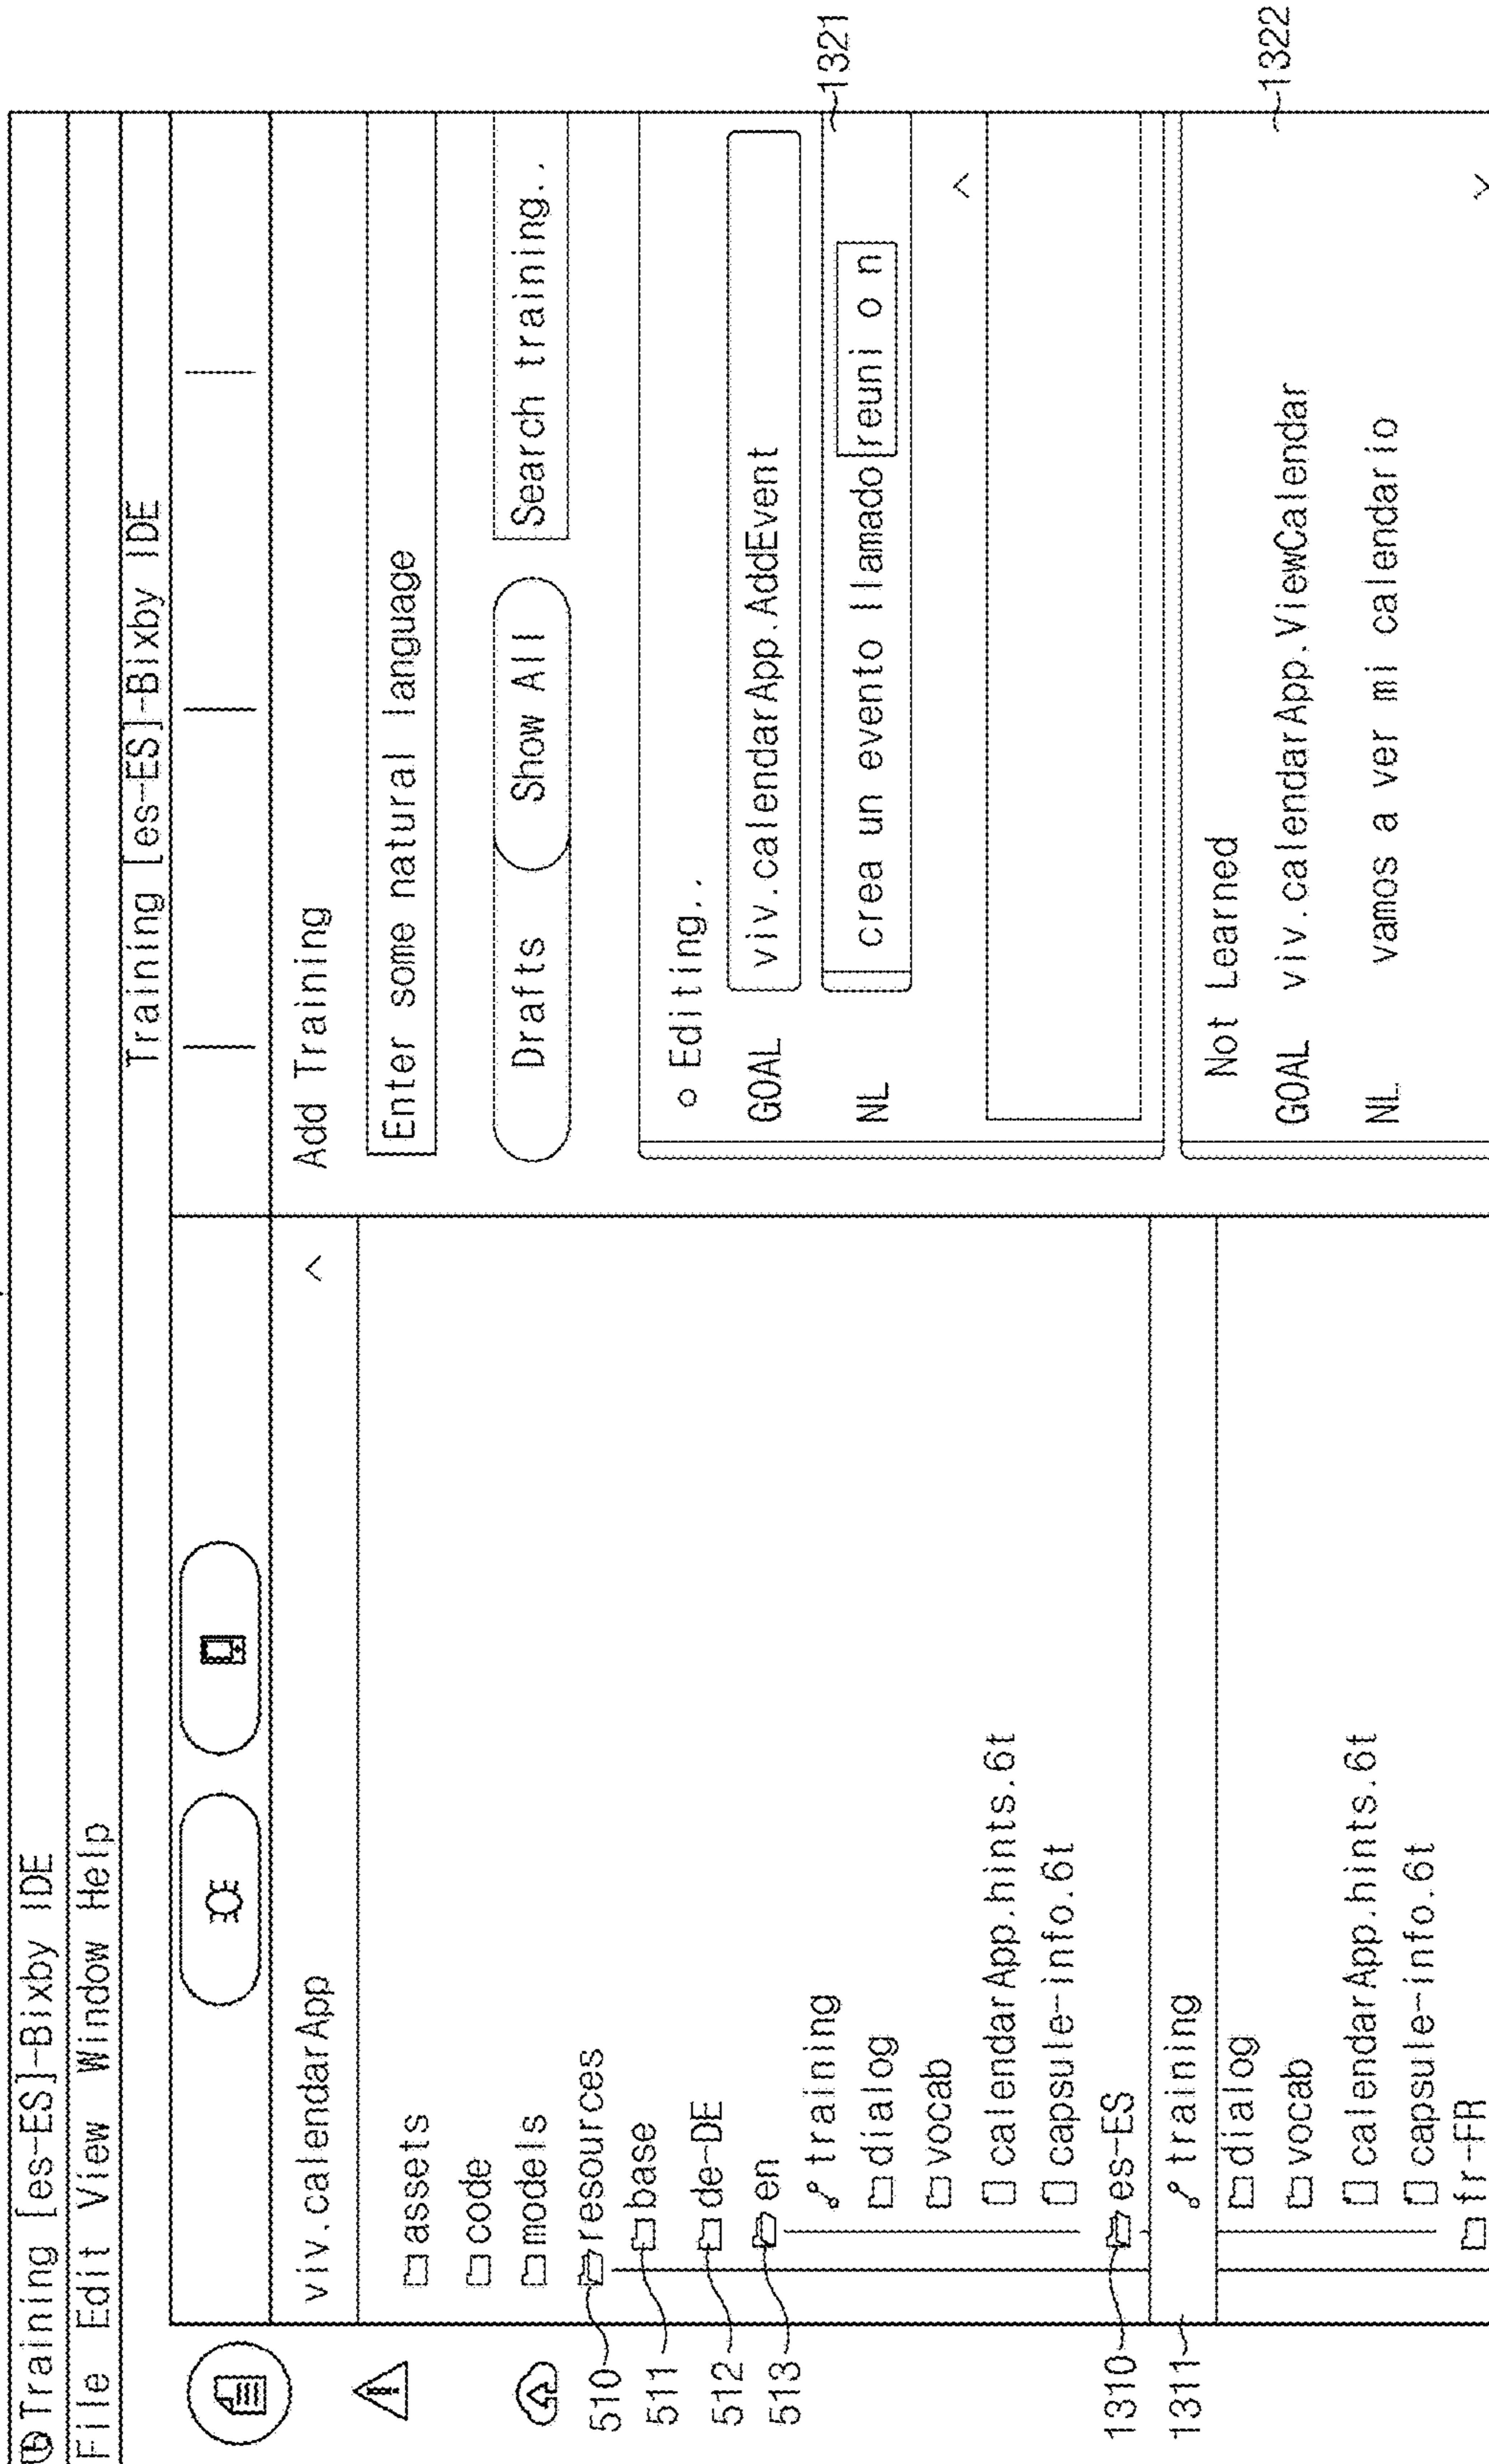 Training [es-ES]-Bixby IDE
File Edit View Window Help
Training [es-ES]-Bixby IDE
viv.calendarApp
assets
code
models
510
resources
511
base
512
de-DE
513
en
training
dialog
vocab
calendarApp.hints.6t
capsule-info.6t
1310
es-ES
1311
training
dialog
vocab
calendarApp.hints.6t
capsule-info.6t
fr-FR
Add Training
Enter some natural language
Drafts Show All Search training..
Editing..
GOAL viv.calendarApp.AddEvent
NL crea un evento llamado reuni o n
1321
Not Learned
1322
GOAL viv.calendarApp.ViewCalendar
NL vamos a ver mi calendario